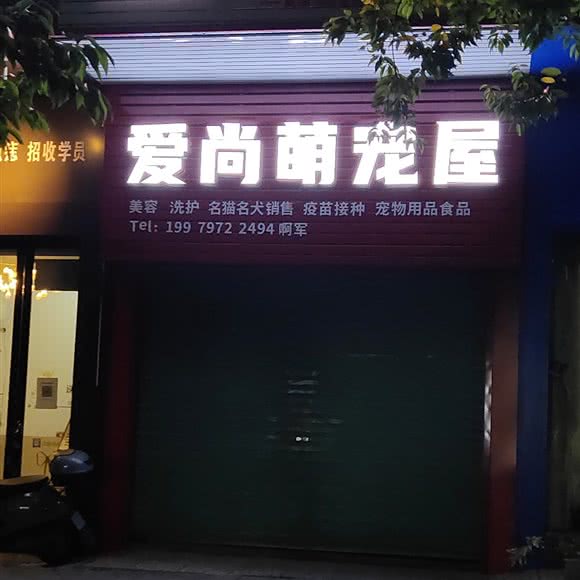 爱尚萌宠屋
招收学员
美容 洗护 名猫名犬销售 疫苗接种 宠物用品食品
Tel: 199 7972 2494 啊军